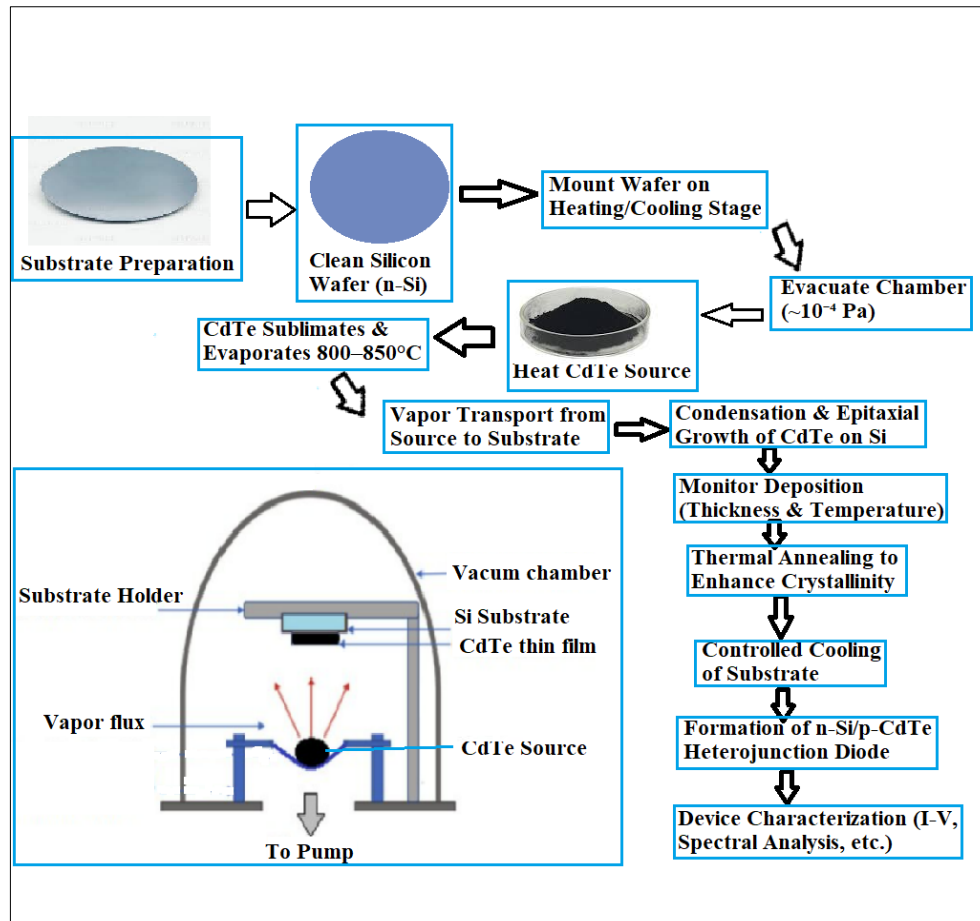 Substrate Preparation
Clean Silicon
Wafer (n-Si)
Mount Wafer on
Heating/Cooling Stage
Evacuate Chamber
(~10⁻⁴ Pa)
Heat CdTe Source
CdTe Sublimates &
Evaporates 800–850°C
Vapor Transport from
Source to Substrate
Condensation & Epitaxial
Growth of CdTe on Si
Monitor Deposition
(Thickness & Temperature)
Thermal Annealing to
Enhance Crystallinity
Controlled Cooling
of Substrate
Formation of n-Si/p-CdTe
Heterojunction Diode
Device Characterization (I-V,
Spectral Analysis, etc.)
Vacum chamber
Substrate Holder
Si Substrate
CdTe thin film
Vapor flux
CdTe Source
To Pump